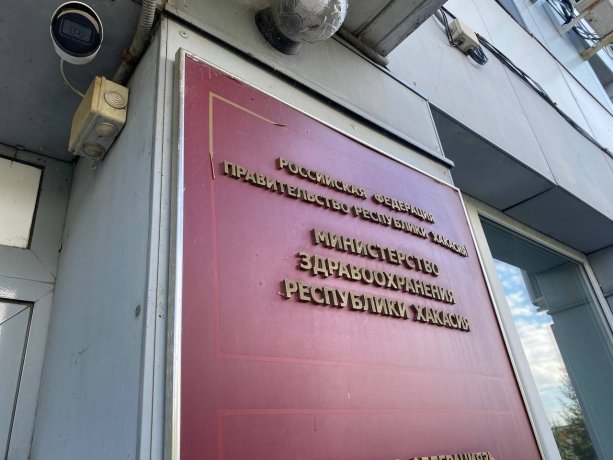 РОССИЙСКАЯ ФЕДЕРАЦИЯ
ПРАВИТЕЛЬСТВО РЕСПУБЛИКИ ХАКАСИЯ
МИНИСТЕРСТВО
ЗДРАВООХРАНЕНИЯ
РЕСПУБЛИКИ ХАКАСИЯ